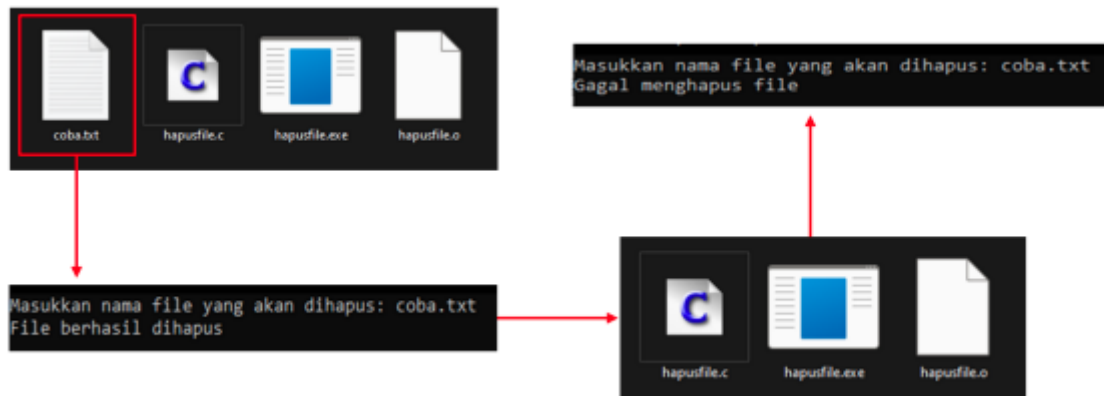 coba.txt
hapusfile.c
hapusfile.exe
hapusfile.o
Masukkan nama file yang akan dihapus: coba.txt
File berhasil dihapus
hapusfile.c
hapusfile.exe
hapusfile.o
Masukkan nama file yang akan dihapus: coba.txt
Gagal menghapus file